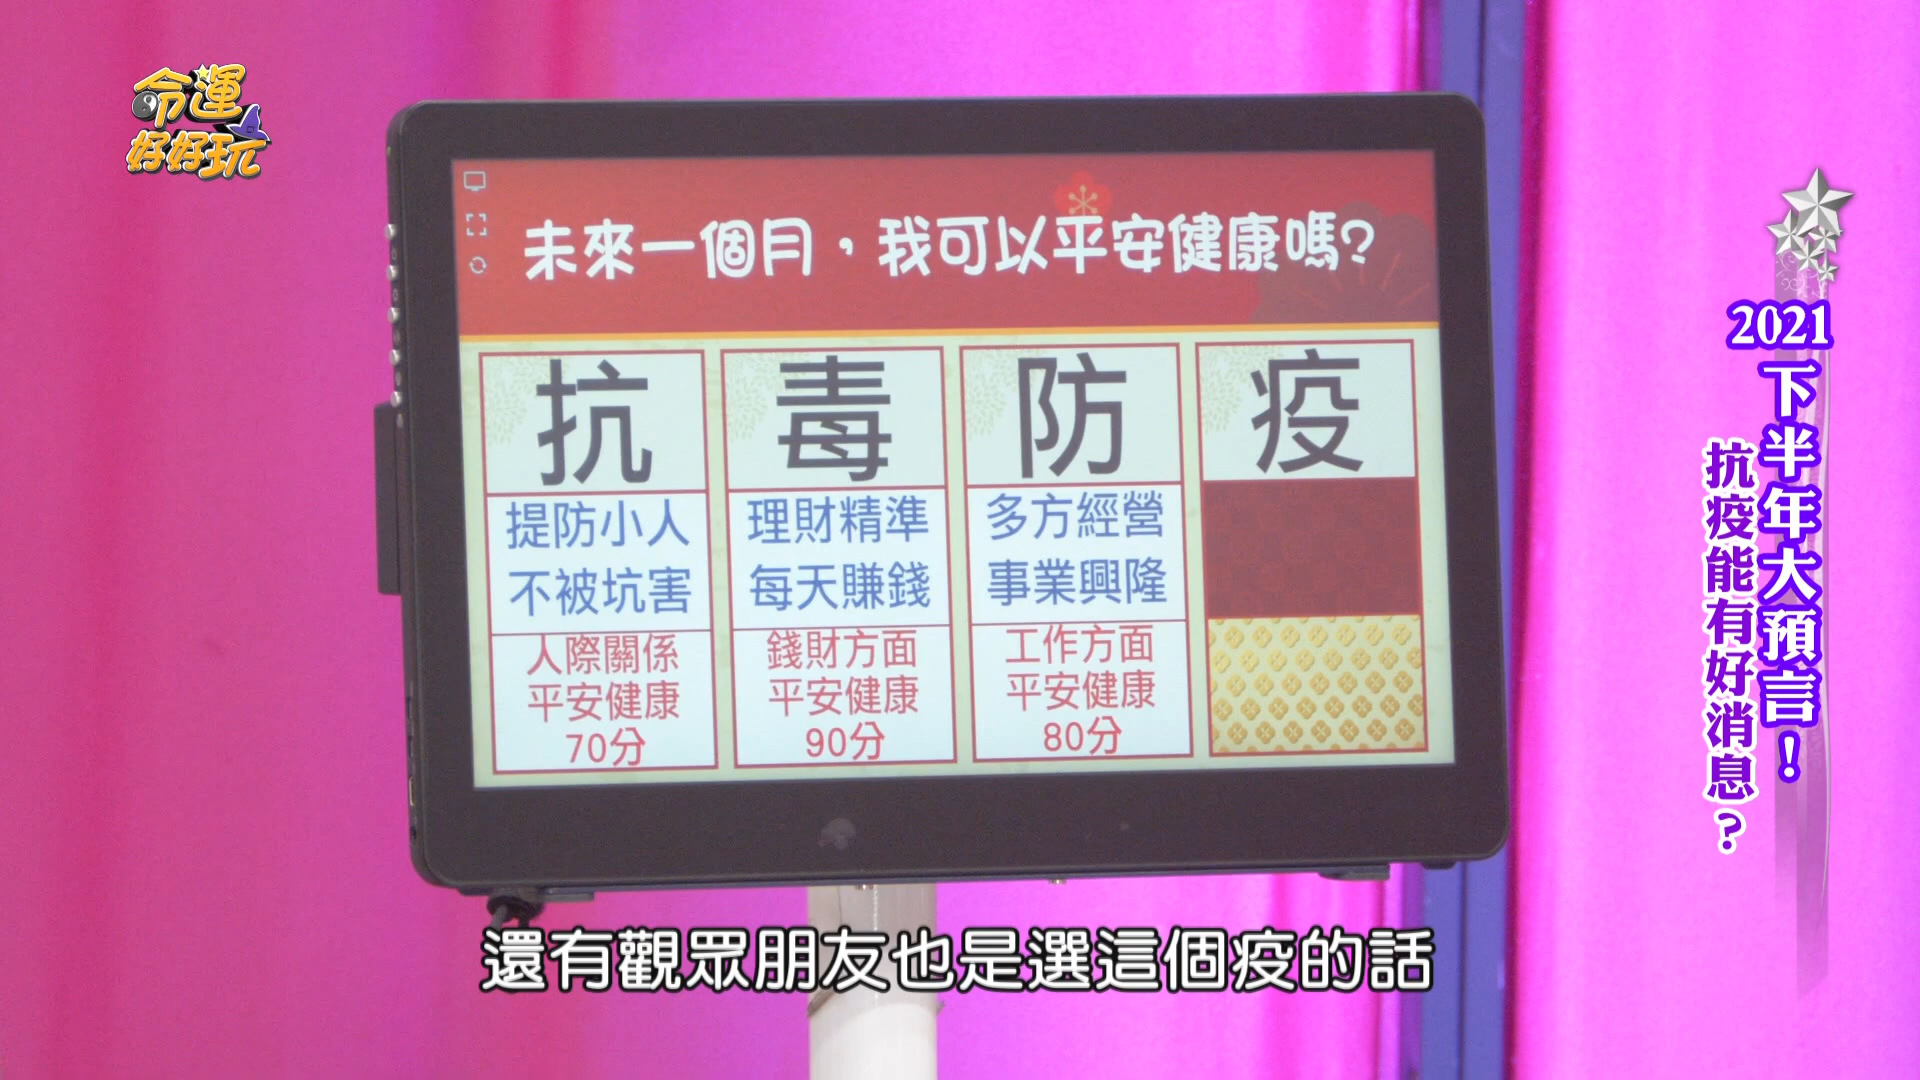 命運
好好玩
未來一個月，我可以平安健康嗎?
抗
提防小人
不被坑害
人際關係
平安健康
70分
毒
理財精準
每天賺錢
錢財方面
平安健康
90分
防
多方經營
事業興隆
工作方面
平安健康
80分
疫
2021下半年大預言！
抗疫能有好消息？
還有觀眾朋友也是選這個疫的話